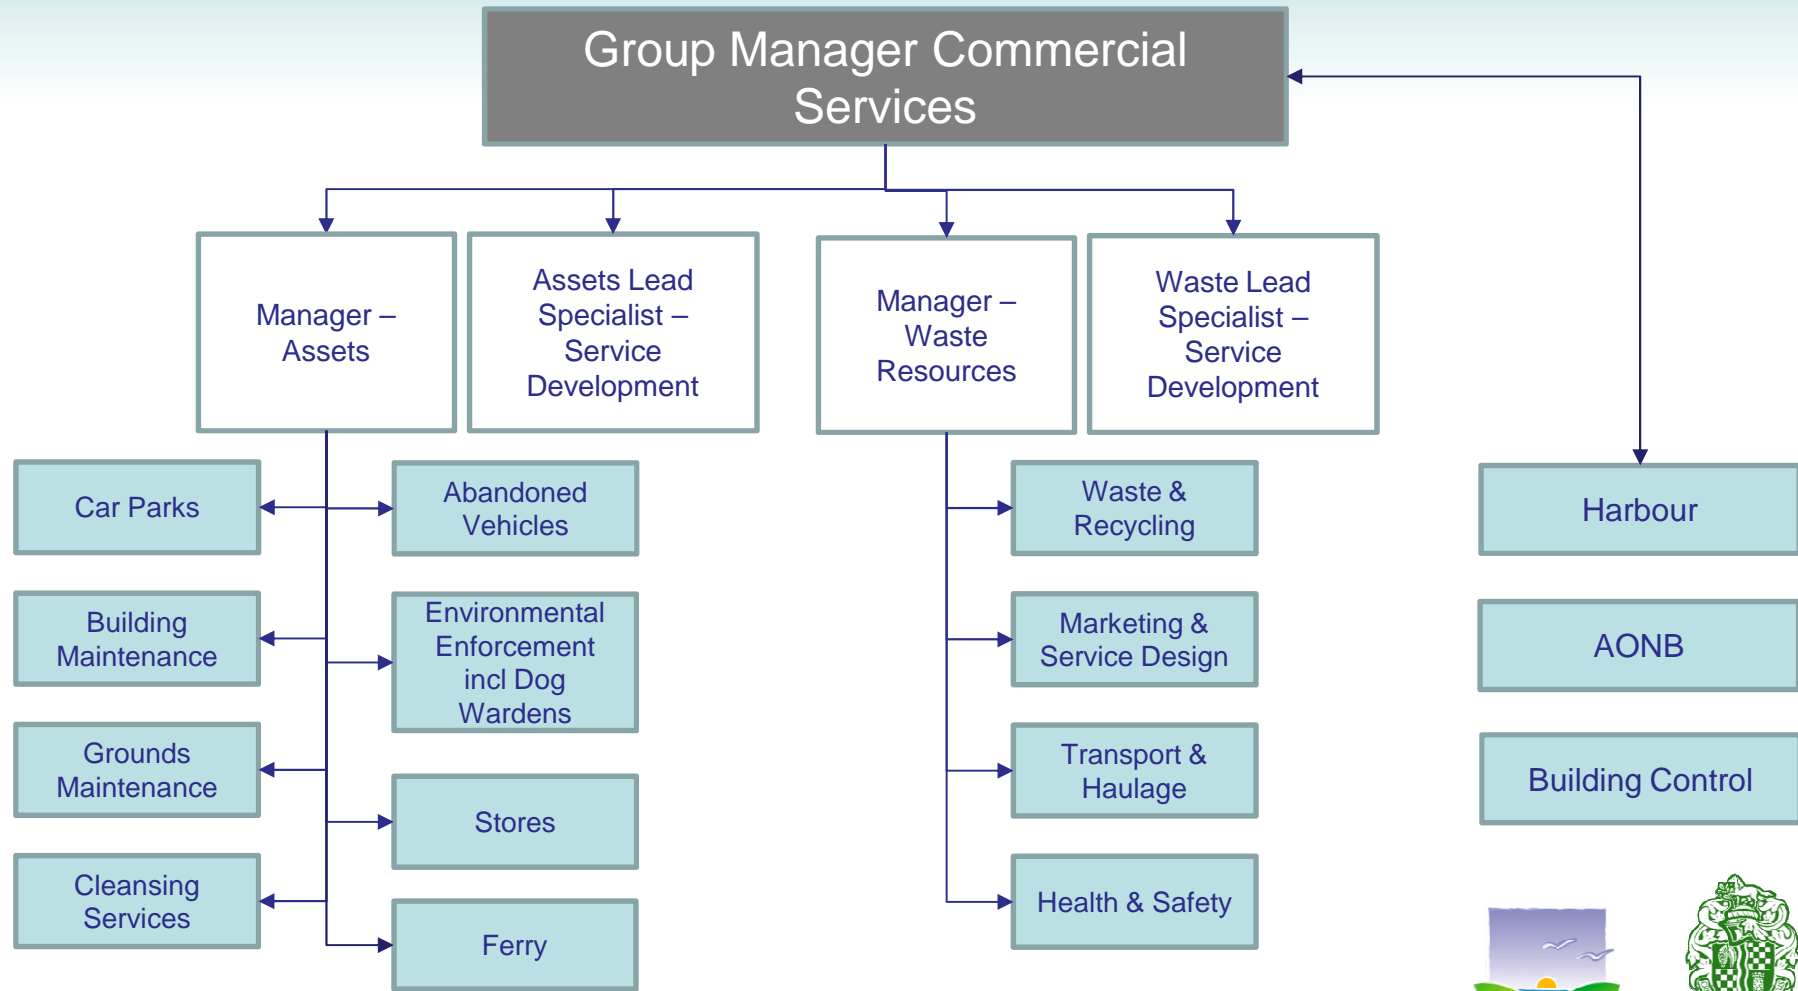 Group Manager Commercial
Services
Manager –
Assets
Assets Lead
Specialist –
Service
Development
Manager –
Waste
Resources
Waste Lead
Specialist –
Service
Development
Car Parks
Abandoned
Vehicles
Waste &
Recycling
Harbour
Building
Maintenance
Environmental
Enforcement
incl Dog
Wardens
Marketing &
Service Design
AONB
Grounds
Maintenance
Stores
Transport &
Haulage
Building Control
Cleansing
Services
Ferry
Health & Safety